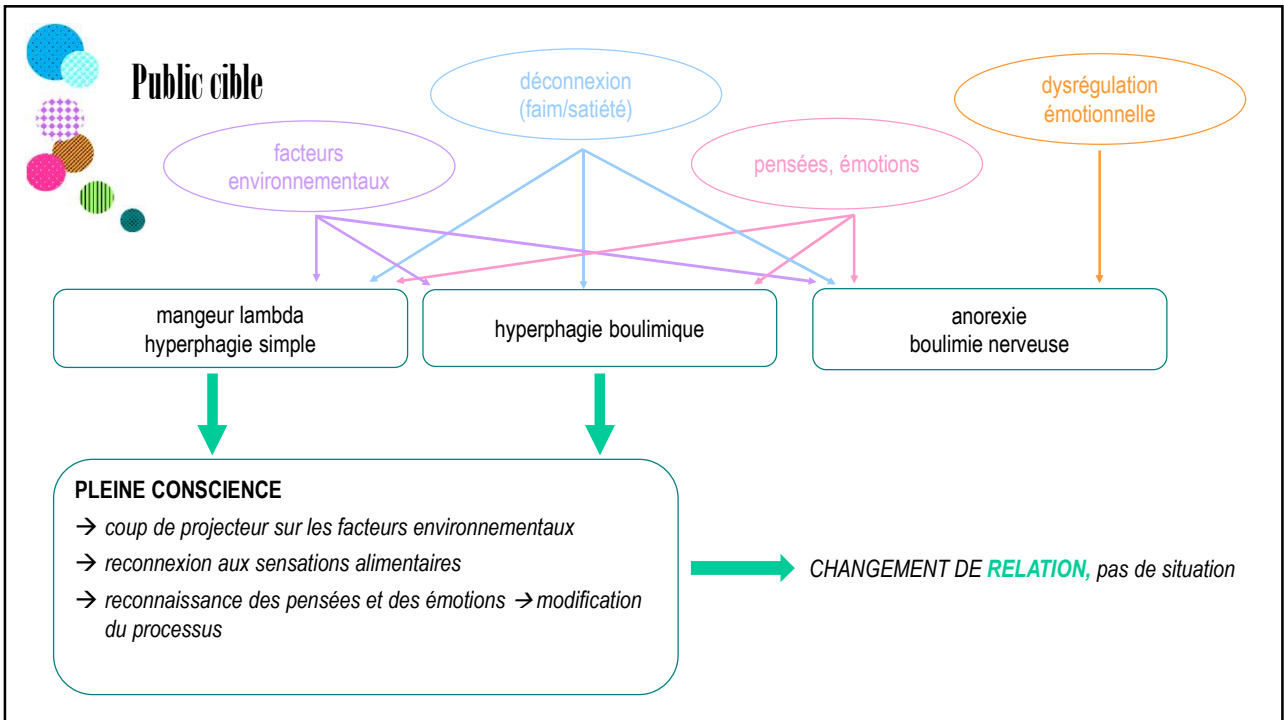 Public cible
déconnexion
(faim/satiété)
dysrégulation
émotionnelle
facteurs
environnementaux
pensées, émotions
mangeur lambda
hyperphagie simple
hyperphagie boulimique
anorexie
boulimie nerveuse
PLEINE CONSCIENCE
→ coup de projecteur sur les facteurs environnementaux
→ reconnexion aux sensations alimentaires
→ reconnaissance des pensées et des émotions → modification
du processus
CHANGEMENT DE RELATION, pas de situation